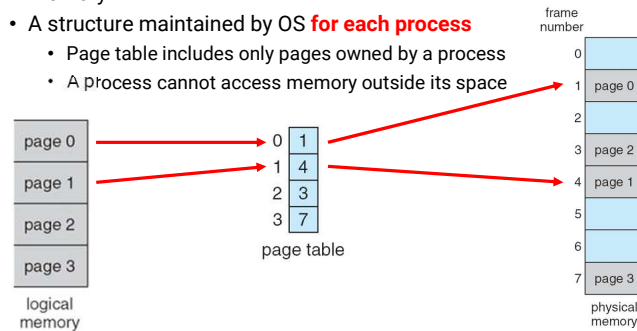 • A structure maintained by OS for each process
• Page table includes only pages owned by a process
• A process cannot access memory outside its space
frame
number
0
1 page 0
2
3 page 2
4 page 1
5
6
7 page 3
physical
memory
page 0
page 1
page 2
page 3
logical
memory
0 1
1 4
2 3
3 7
page table